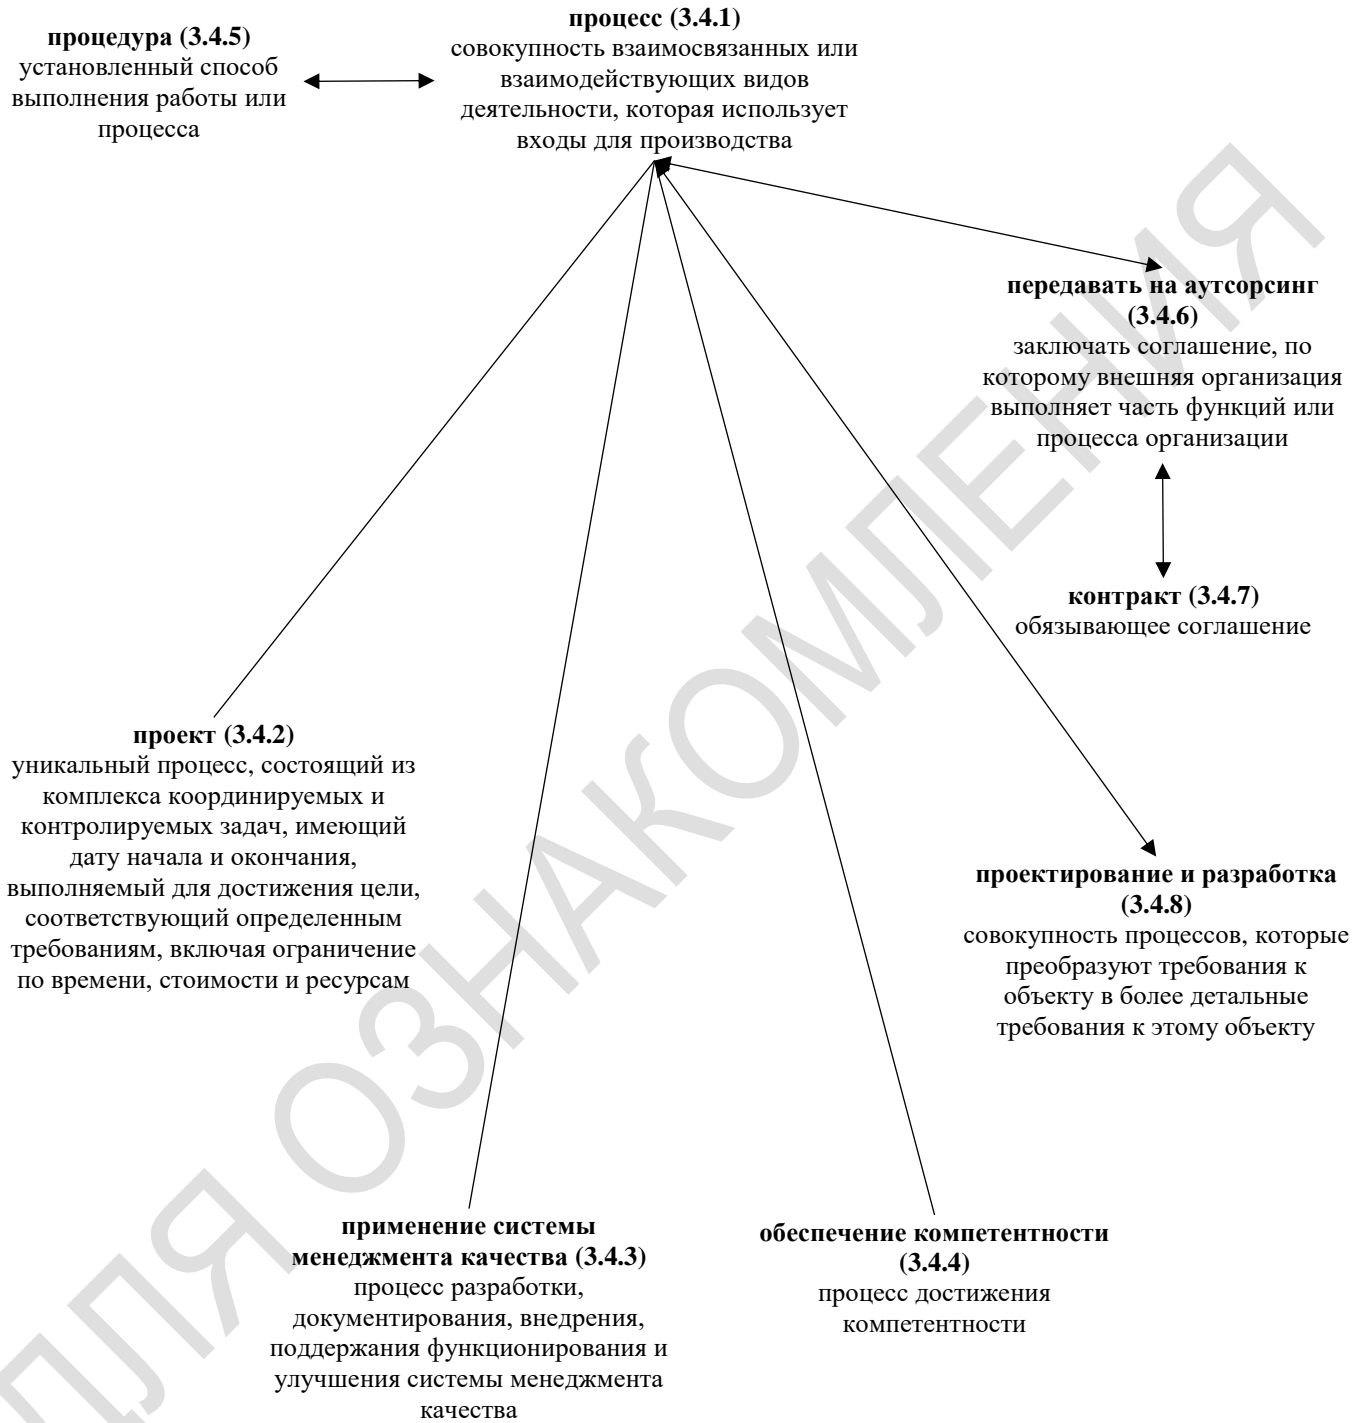 процедура (3.4.5)
установленный способ
выполнения работы или
процесса
процесс (3.4.1)
совокупность взаимосвязанных или
взаимодействующих видов
деятельности, которая использует
входы для производства
передавать на аутсорсинг
(3.4.6)
заключать соглашение, по
которому внешняя организация
выполняет часть функций или
процесса организации
контракт (3.4.7)
обязывающее соглашение
проект (3.4.2)
уникальный процесс, состоящий из
комплекса координируемых и
контролируемых задач, имеющий
дату начала и окончания,
выполняемый для достижения цели,
соответствующий определенным
требованиям, включая ограничение
по времени, стоимости и ресурсам
проектирование и разработка
(3.4.8)
совокупность процессов, которые
преобразуют требования к
объекту в более детальные
требования к этому объекту
применение системы
менеджмента качества (3.4.3)
процесс разработки,
документирования, внедрения,
поддержания функционирования и
улучшения системы менеджмента
качества
обеспечение компетентности
(3.4.4)
процесс достижения
компетентности
ДЛЯ ОЗНАКОМЛЕНИЯ